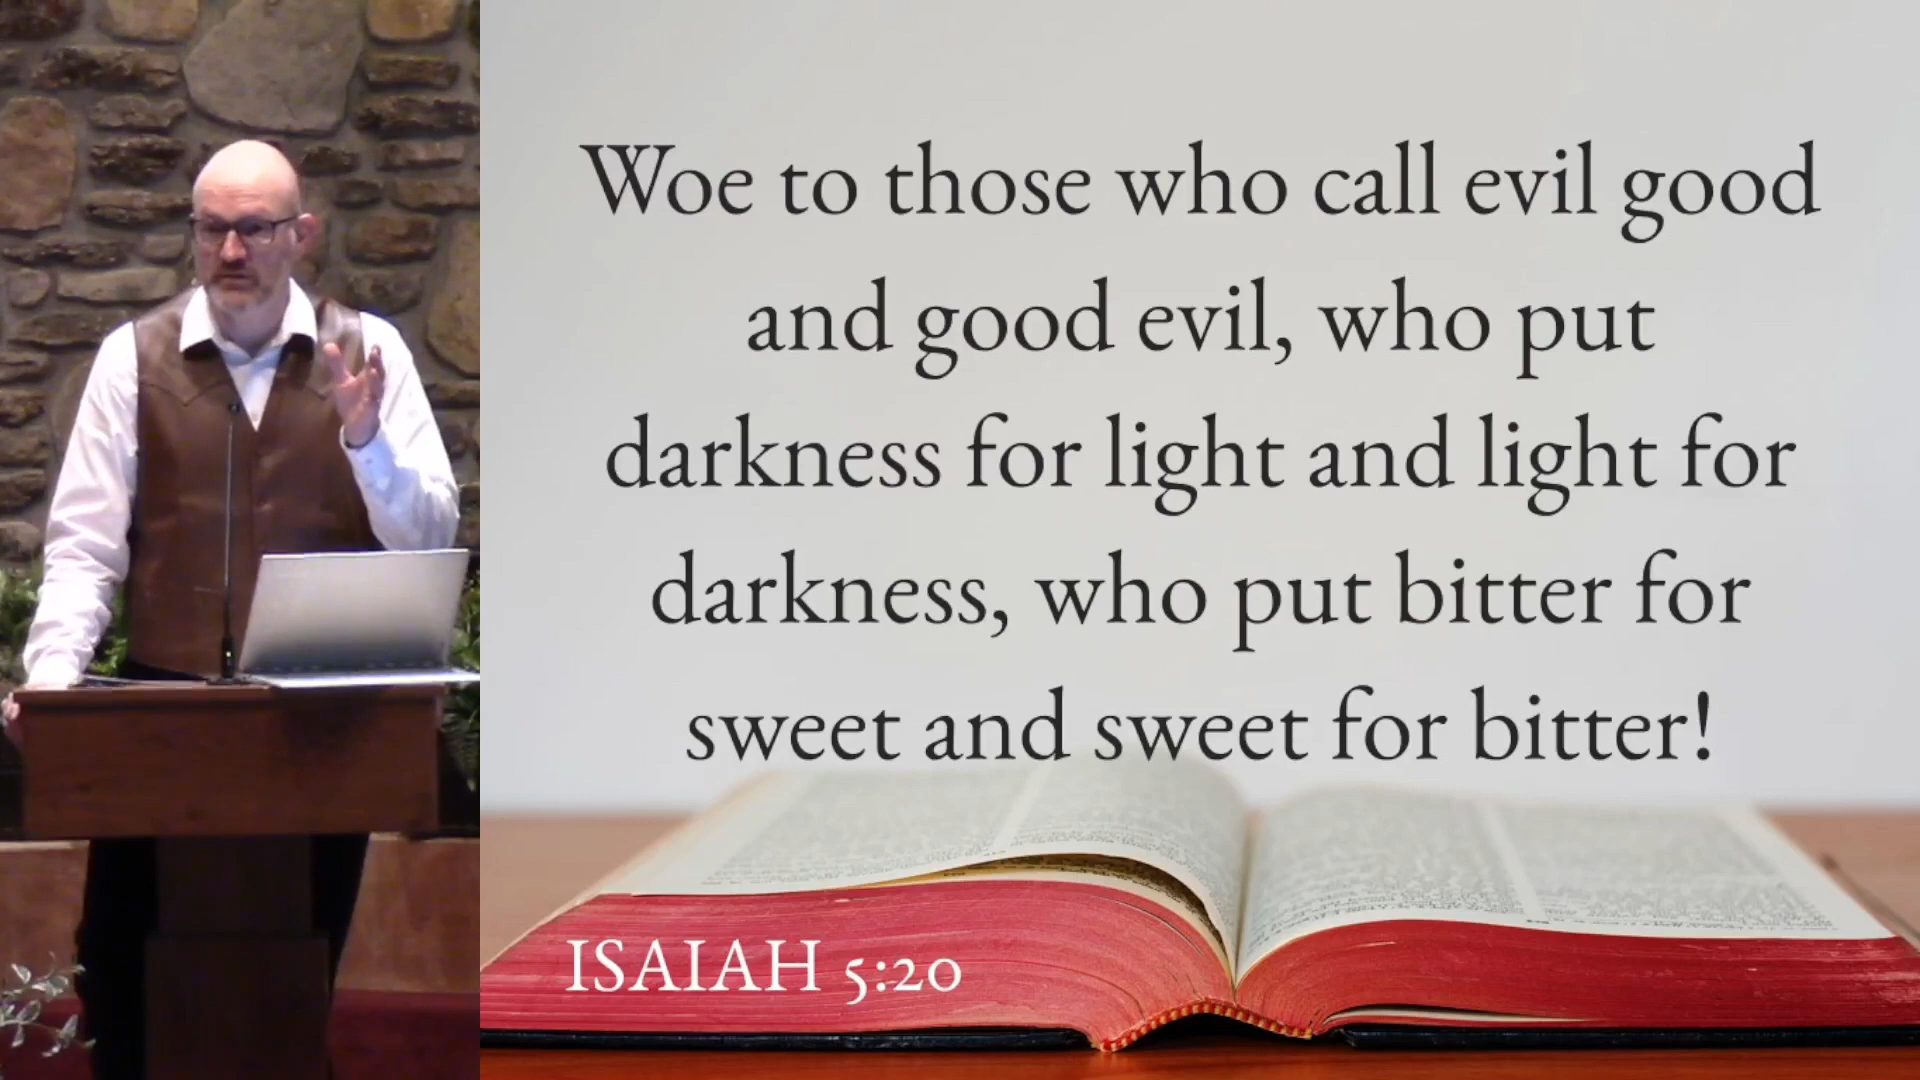 Woe to those who call evil good
and good evil, who put
darkness for light and light for
darkness, who put bitter for
sweet and sweet for bitter!
ISAIAH 5:20